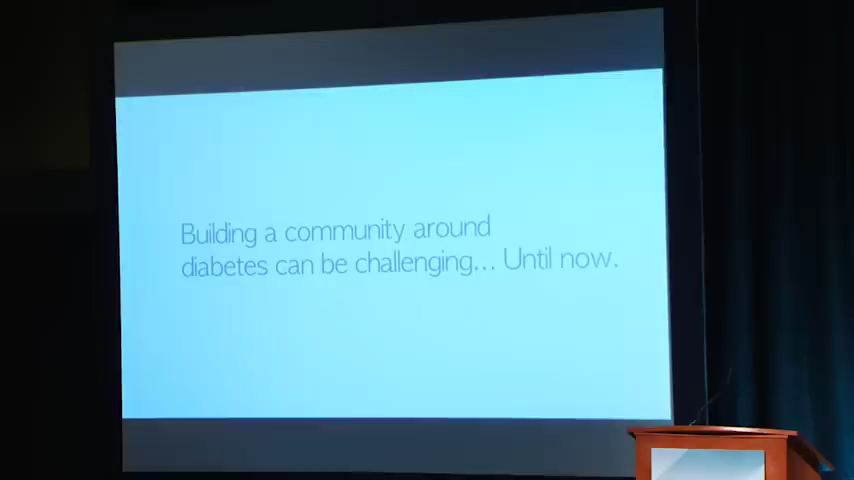 Building a community around
diabetes can be challenging... Until now.